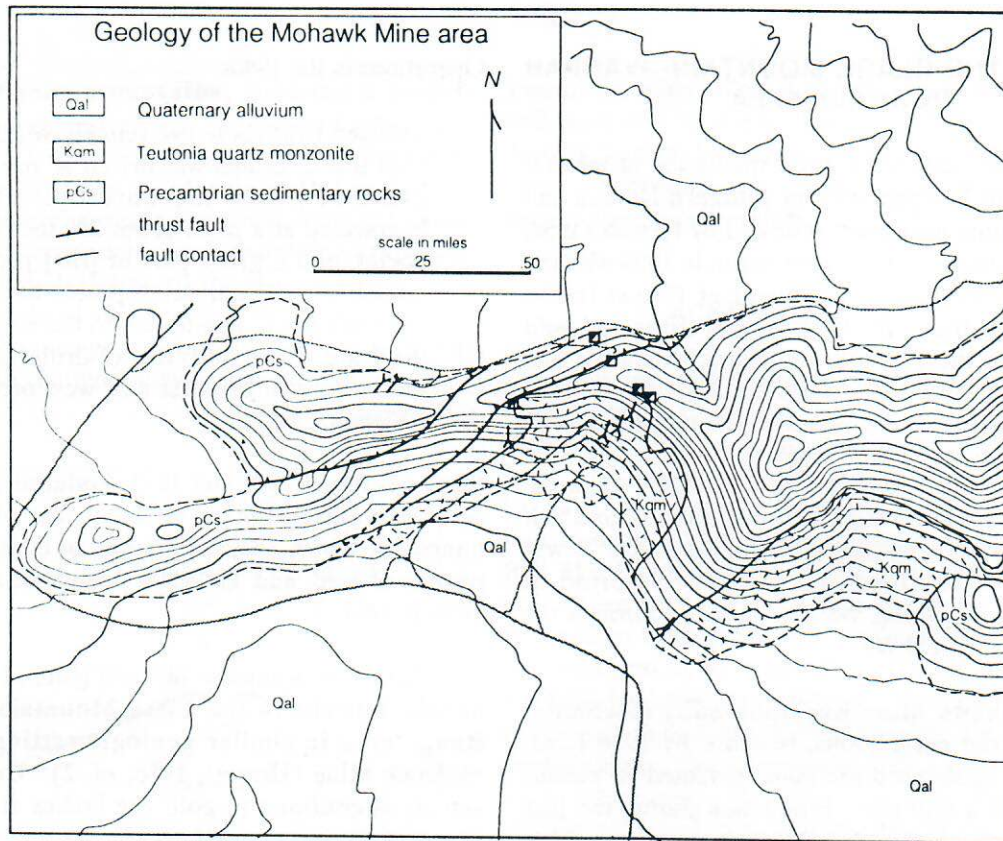 Geology of the Mohawk Mine area
N
Qal Quaternary alluvium
Kqm Teutonia quartz monzonite
pCs Precambrian sedimentary rocks
thrust fault
fault contact
scale in miles
0 .25 .50
Qal
pCs
pCs
Qal
Kqm
Kqm
pCs
Qal
Qal